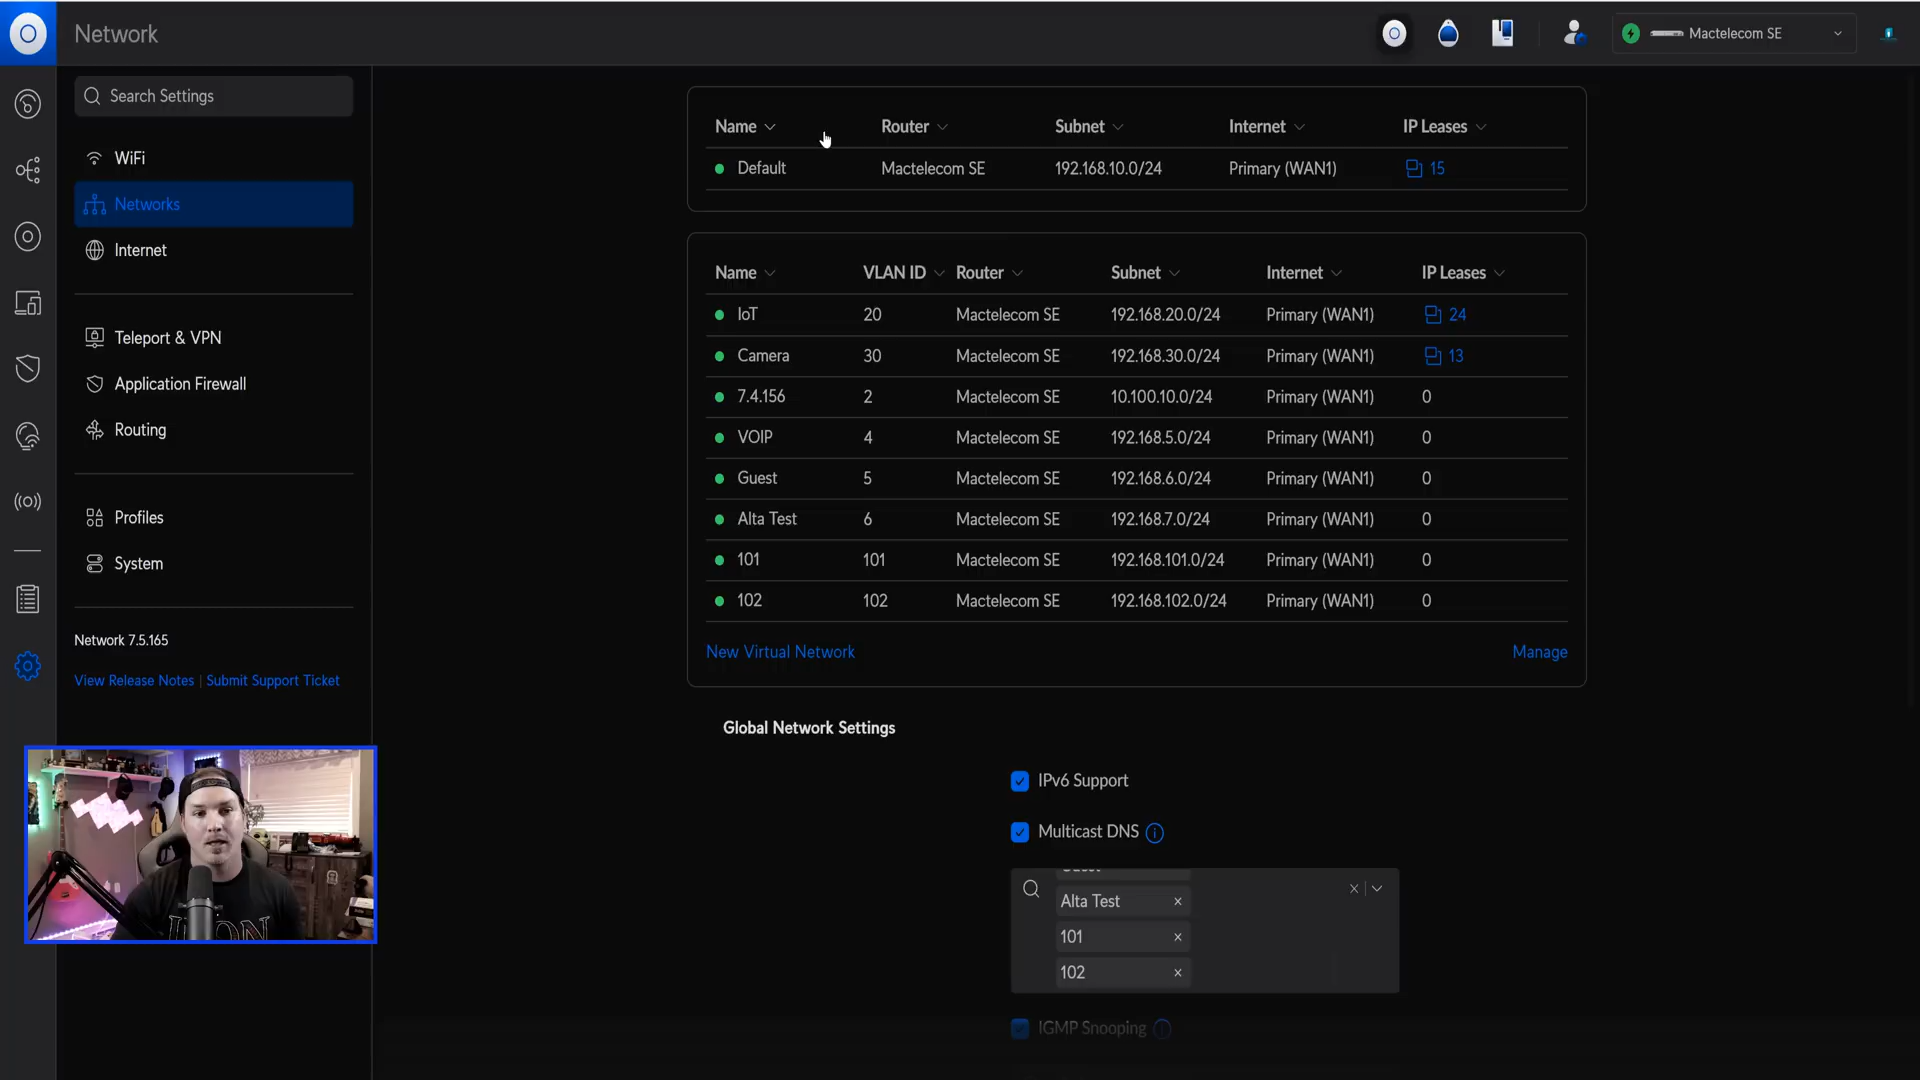 Network
Mactelecom SE
Search Settings
WiFi
Networks
Internet
Teleport & VPN
Application Firewall
Routing
Profiles
System
Network 7.5.165
View Release Notes | Submit Support Ticket
Name Router Subnet Internet IP Leases
Default Mactelecom SE 192.168.10.0/24 Primary (WAN1) 15
Name VLAN ID Router Subnet Internet IP Leases
IoT 20 Mactelecom SE 192.168.20.0/24 Primary (WAN1) 24
Camera 30 Mactelecom SE 192.168.30.0/24 Primary (WAN1) 13
7.4.156 2 Mactelecom SE 10.100.10.0/24 Primary (WAN1) 0
VOIP 4 Mactelecom SE 192.168.5.0/24 Primary (WAN1) 0
Guest 5 Mactelecom SE 192.168.6.0/24 Primary (WAN1) 0
Alta Test 6 Mactelecom SE 192.168.7.0/24 Primary (WAN1) 0
101 101 Mactelecom SE 192.168.101.0/24 Primary (WAN1) 0
102 102 Mactelecom SE 192.168.102.0/24 Primary (WAN1) 0
New Virtual Network Manage
Global Network Settings
IPv6 Support
Multicast DNS
Alta Test
101
102
IGMP Snooping